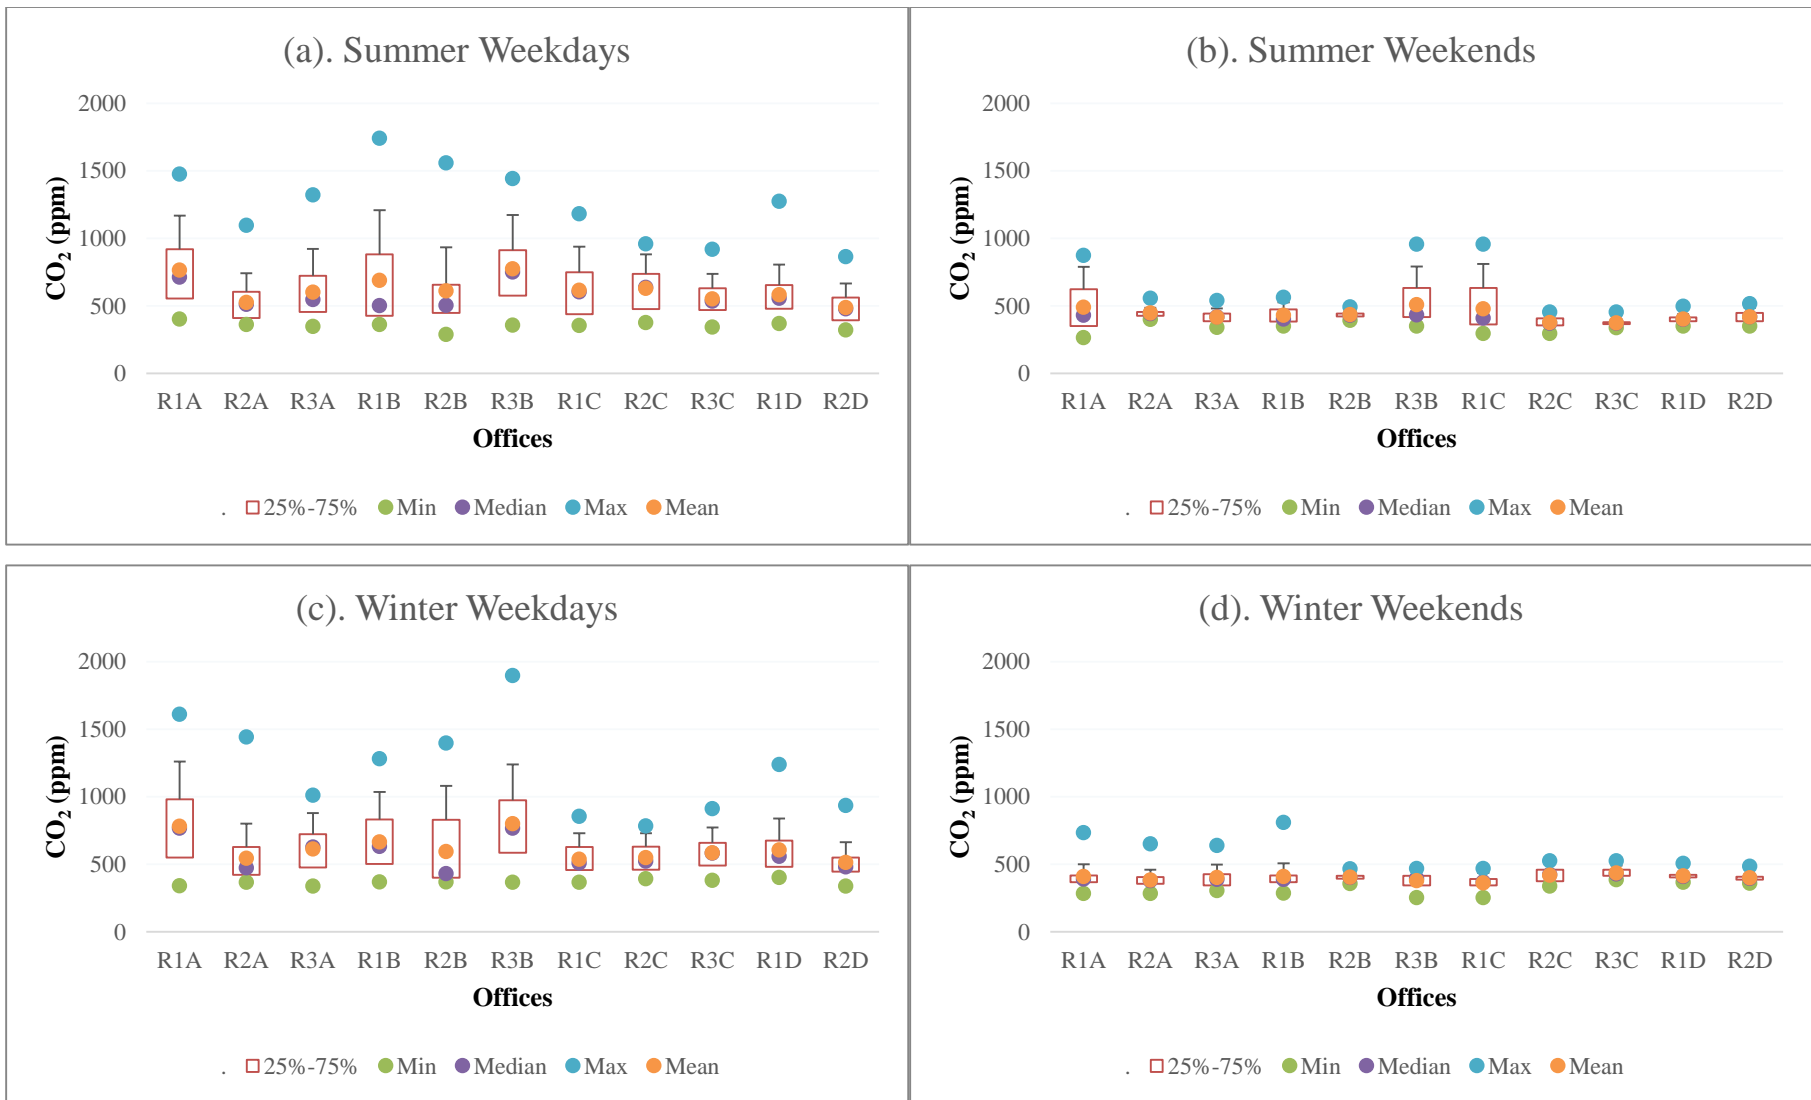 (a). Summer Weekdays
2000
1500
1000
500
0
CO₂ (ppm)
R1A R2A R3A R1B R2B R3B R1C R2C R3C R1D R2D
Offices
. 25%-75% Min Median Max Mean
(b). Summer Weekends
2000
1500
1000
500
0
CO₂ (ppm)
R1A R2A R3A R1B R2B R3B R1C R2C R3C R1D R2D
Offices
. 25%-75% Min Median Max Mean
(c). Winter Weekdays
2000
1500
1000
500
0
CO₂ (ppm)
R1A R2A R3A R1B R2B R3B R1C R2C R3C R1D R2D
Offices
. 25%-75% Min Median Max Mean
(d). Winter Weekends
2000
1500
1000
500
0
CO₂ (ppm)
R1A R2A R3A R1B R2B R3B R1C R2C R3C R1D R2D
Offices
. 25%-75% Min Median Max Mean